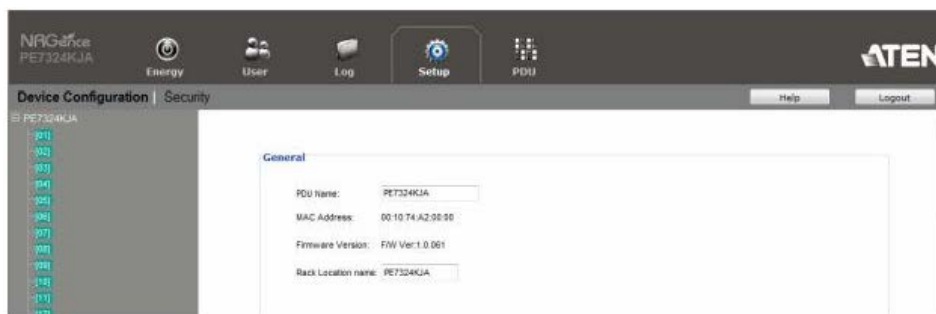 NRGence
PE7324KJA
Energy
User
Log
Setup
PDU
ATEN
Device Configuration | Security
Help
Logout
PE7324KJA
[01]
[02]
[03]
[04]
[05]
[06]
[07]
[08]
[09]
[10]
[11]
[12]
General
PDU Name: PE7324KJA
MAC Address: 00:10:74:A2:00:00
Firmware Version: F/W Ver:1.0.061
Rack Location name: PE7324KJA